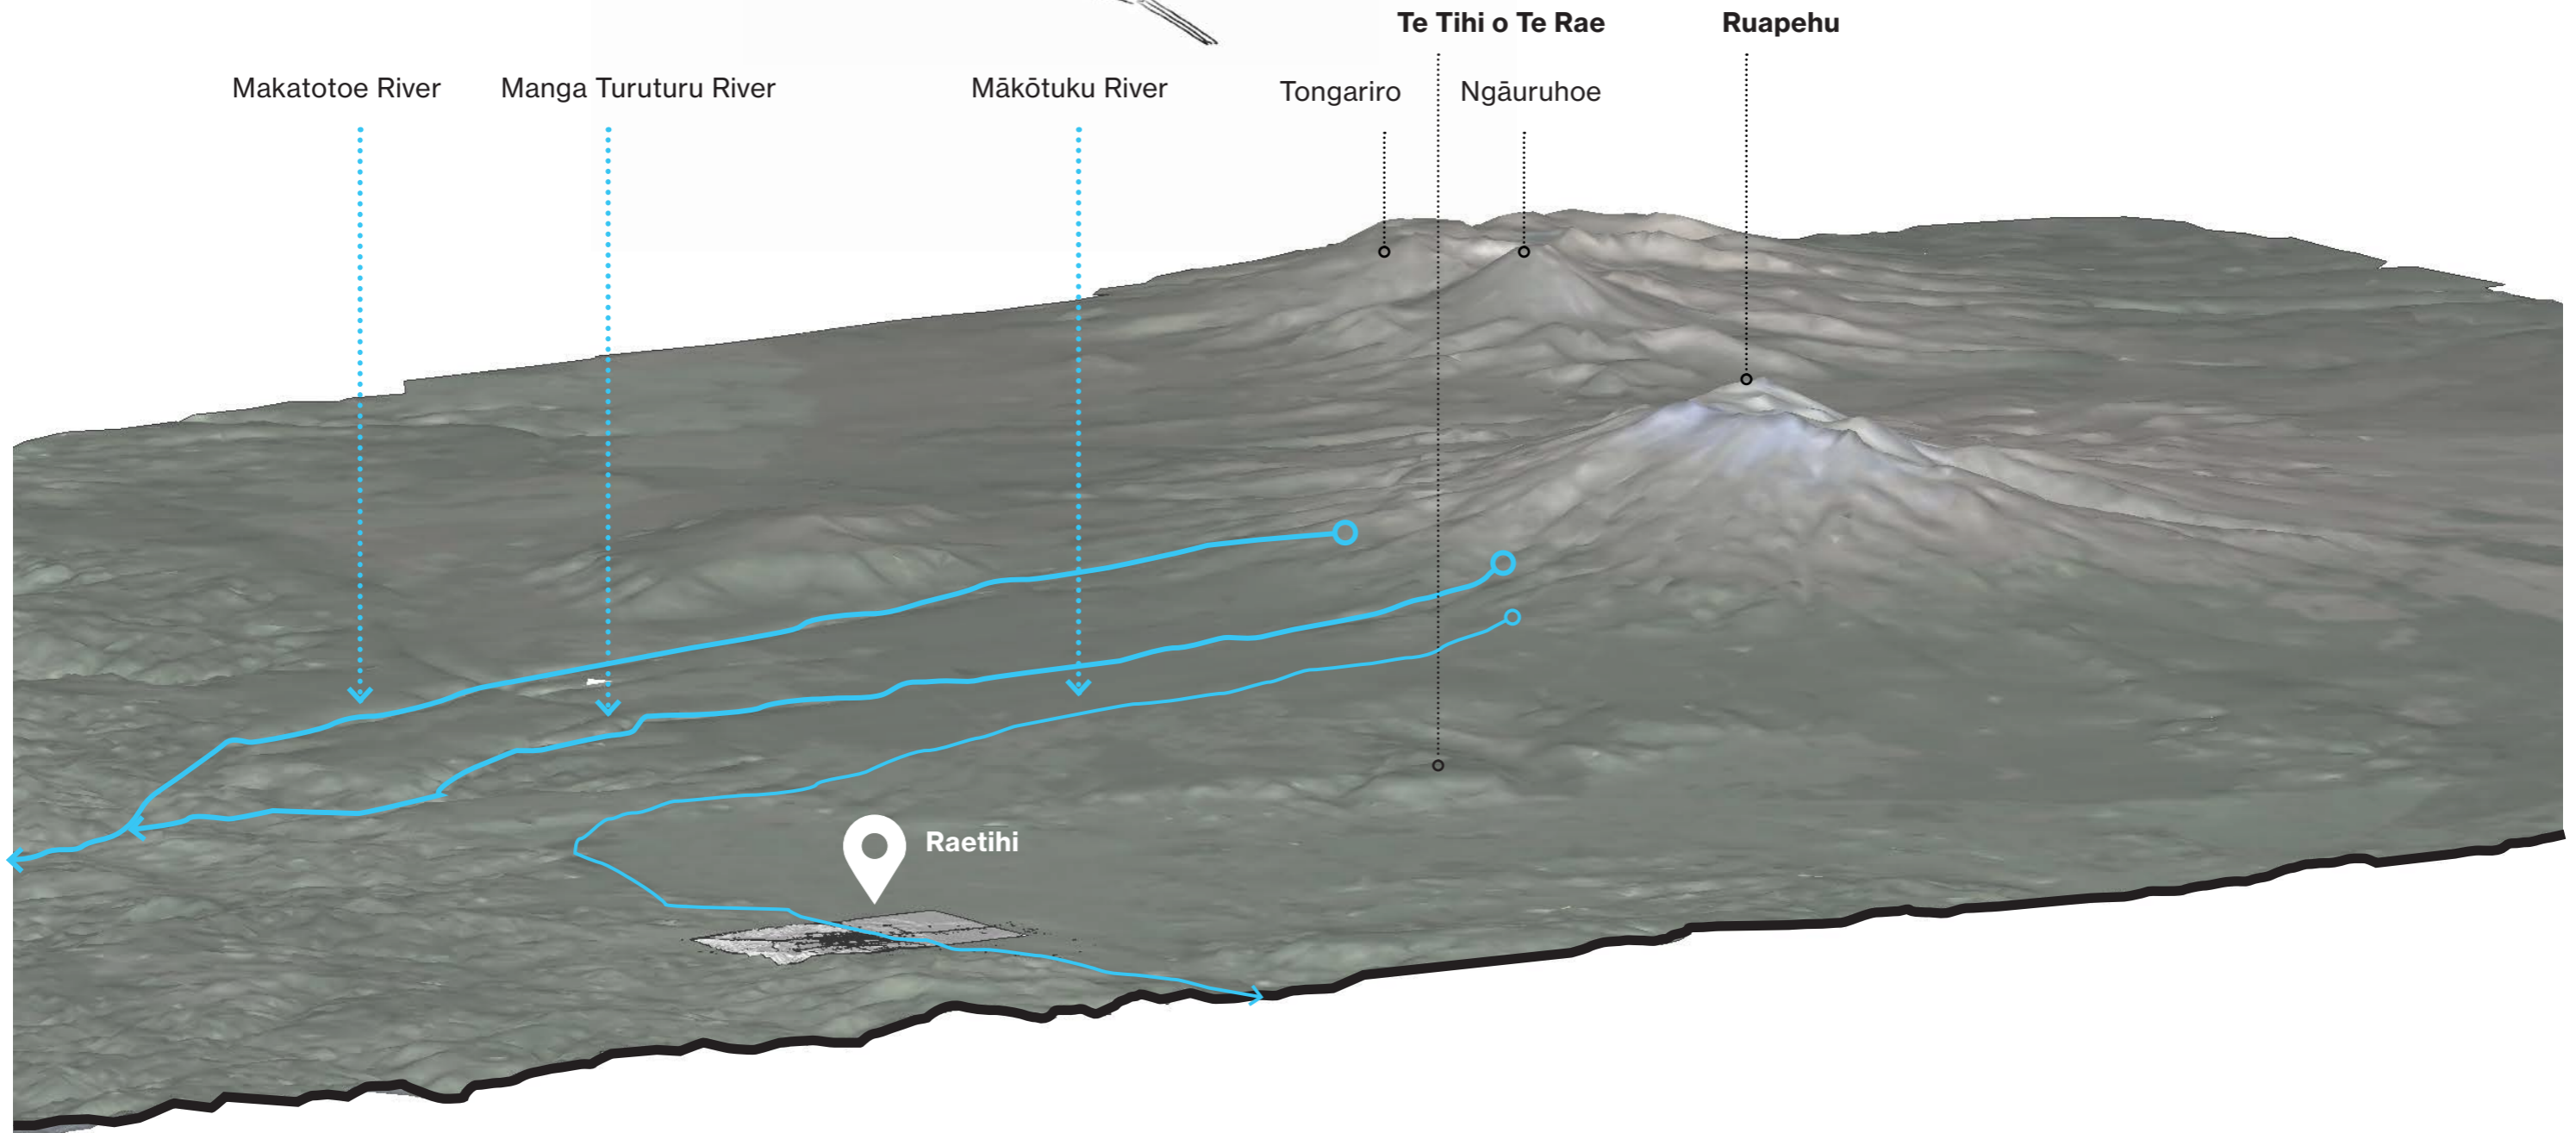 Te Tihi o Te Rae
Ruapehu
Makatotoe River
Manga Turuturu River
Mākōtuku River
Tongariro
Ngāuruhoe
Raetihi